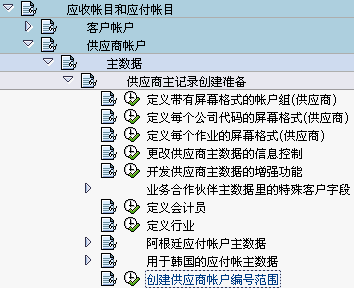 应收帐目和应付帐目
客户帐户
供应商帐户
主数据
供应商主记录创建准备
定义带有屏幕格式的帐户组(供应商)
定义每个公司代码的屏幕格式(供应商)
定义每个作业的屏幕格式(供应商)
更改供应商主数据的信息控制
开发供应商主数据的增强功能
业务合作伙伴主数据里的特殊客户字段
定义会计员
定义行业
阿根廷应付帐户主数据
用于韩国的应付帐主数据
创建供应商帐户编号范围